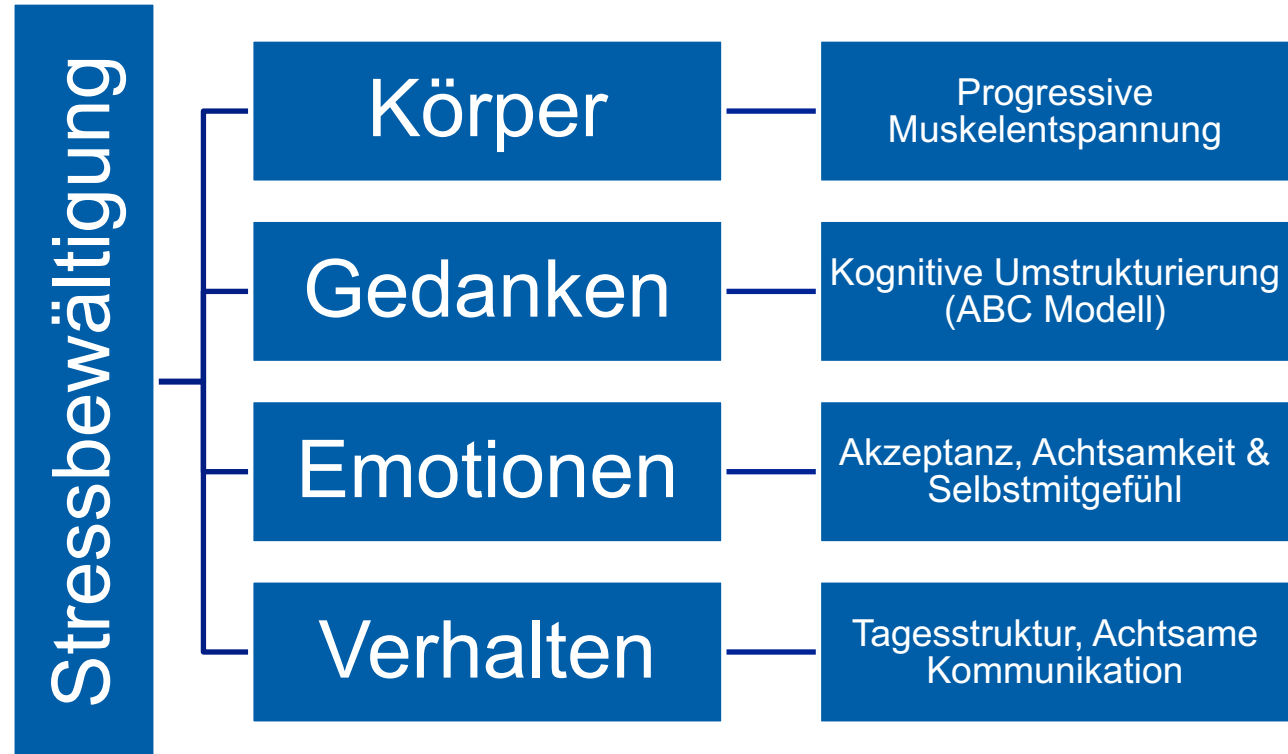 Stressbewältigung
Körper
Progressive
Muskelentspannung
Gedanken
Kognitive Umstrukturierung
(ABC Modell)
Emotionen
Akzeptanz, Achtsamkeit &
Selbstmitgefühl
Verhalten
Tagesstruktur, Achtsame
Kommunikation